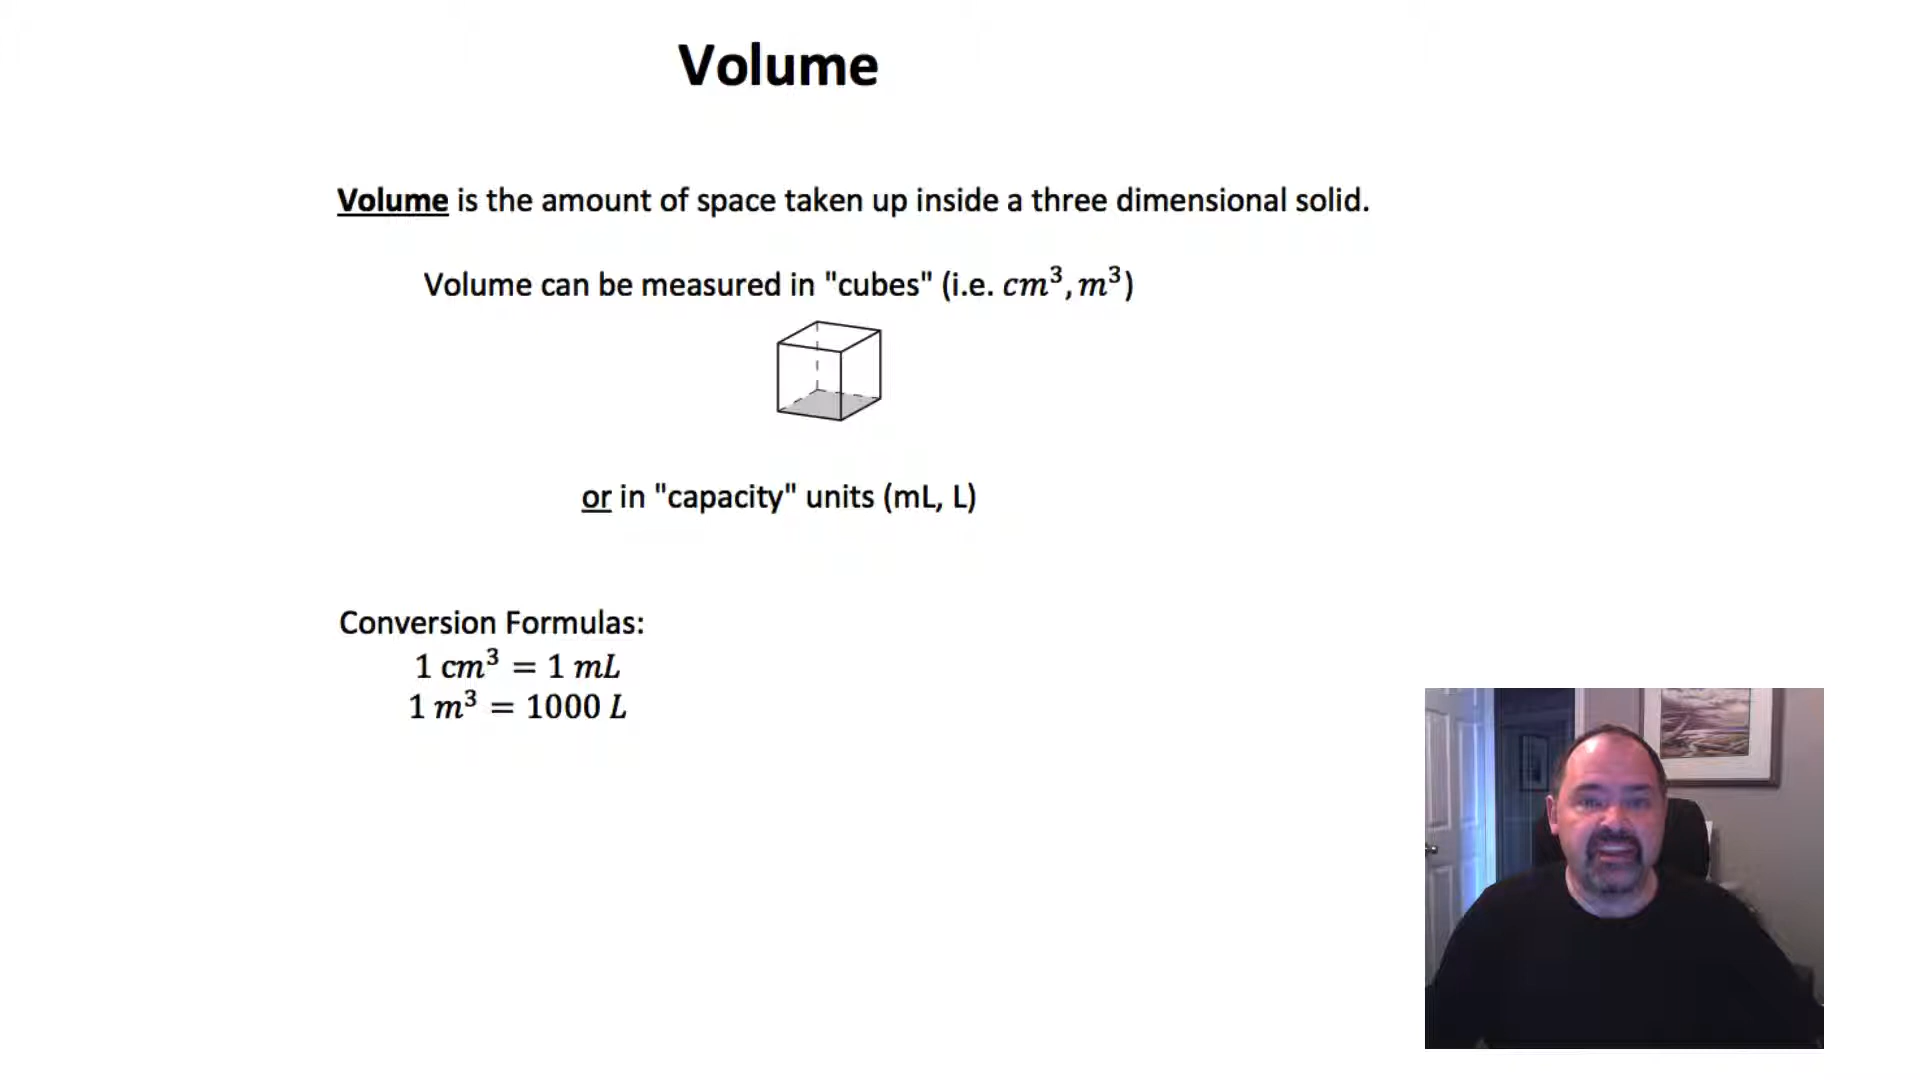 Volume
Volume is the amount of space taken up inside a three dimensional solid.
Volume can be measured in "cubes" (i.e. cm³, m³)
or in "capacity" units (mL, L)
Conversion Formulas:
1 cm³ = 1 mL
1 m³ = 1000 L